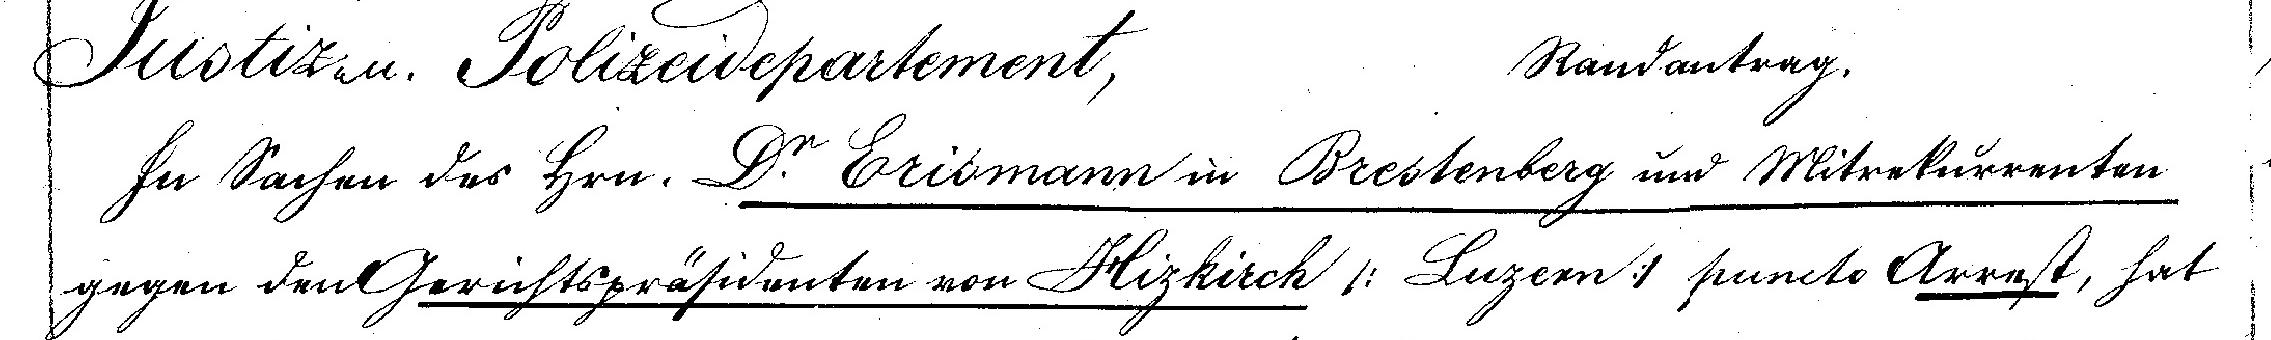 Justiz u. Polizeidepartement, Randantrag.
In Sachen des Hrn. Dr Erismann in Brestenberg und Mitrekurrenten
gegen den Gerichtspräsidenten von Hizkirch /: Luzern :/ puncto Arrest, hat